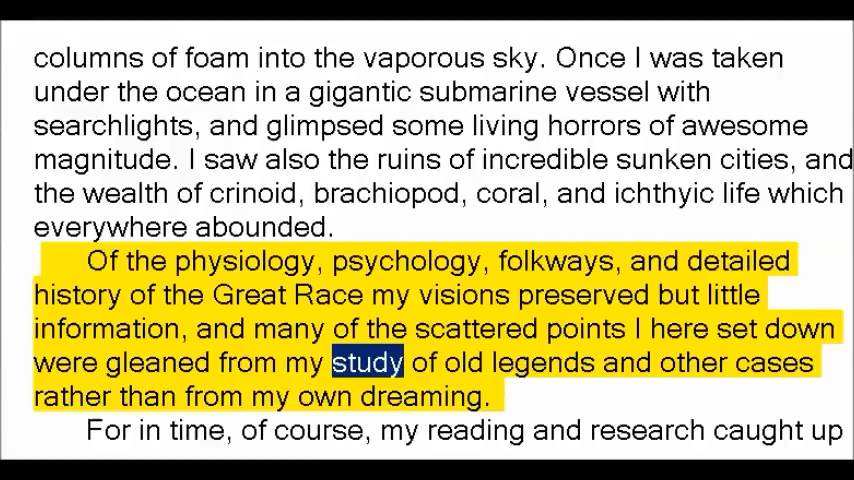 columns of foam into the vaporous sky. Once I was taken
under the ocean in a gigantic submarine vessel with
searchlights, and glimpsed some living horrors of awesome
magnitude. I saw also the ruins of incredible sunken cities, and
the wealth of crinoid, brachiopod, coral, and ichthyic life which
everywhere abounded.
Of the physiology, psychology, folkways, and detailed
history of the Great Race my visions preserved but little
information, and many of the scattered points I here set down
were gleaned from my study of old legends and other cases
rather than from my own dreaming.
For in time, of course, my reading and research caught up